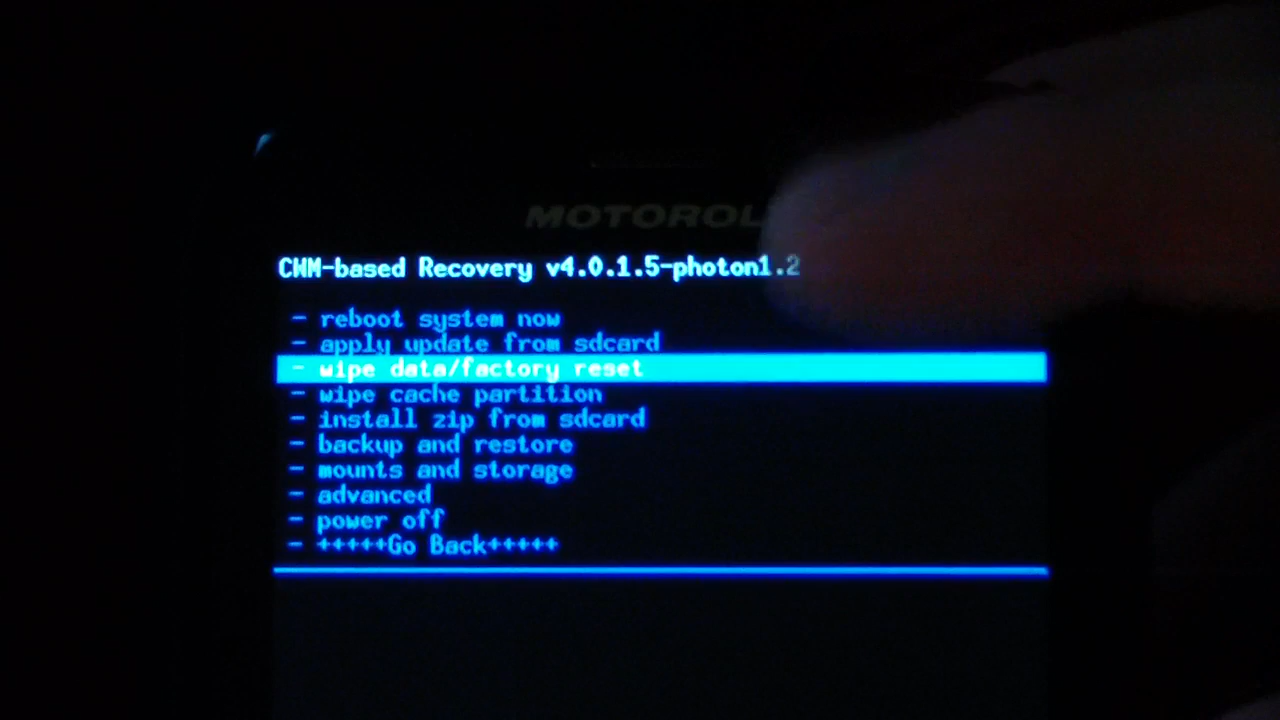 MOTOROL
CWM-based Recovery v4.0.1.5-photon1.2
- reboot system now
- apply update from sdcard
- wipe data/factory reset
- wipe cache partition
- install zip from sdcard
- backup and restore
- mounts and storage
- advanced
- power off
- +++++Go Back+++++